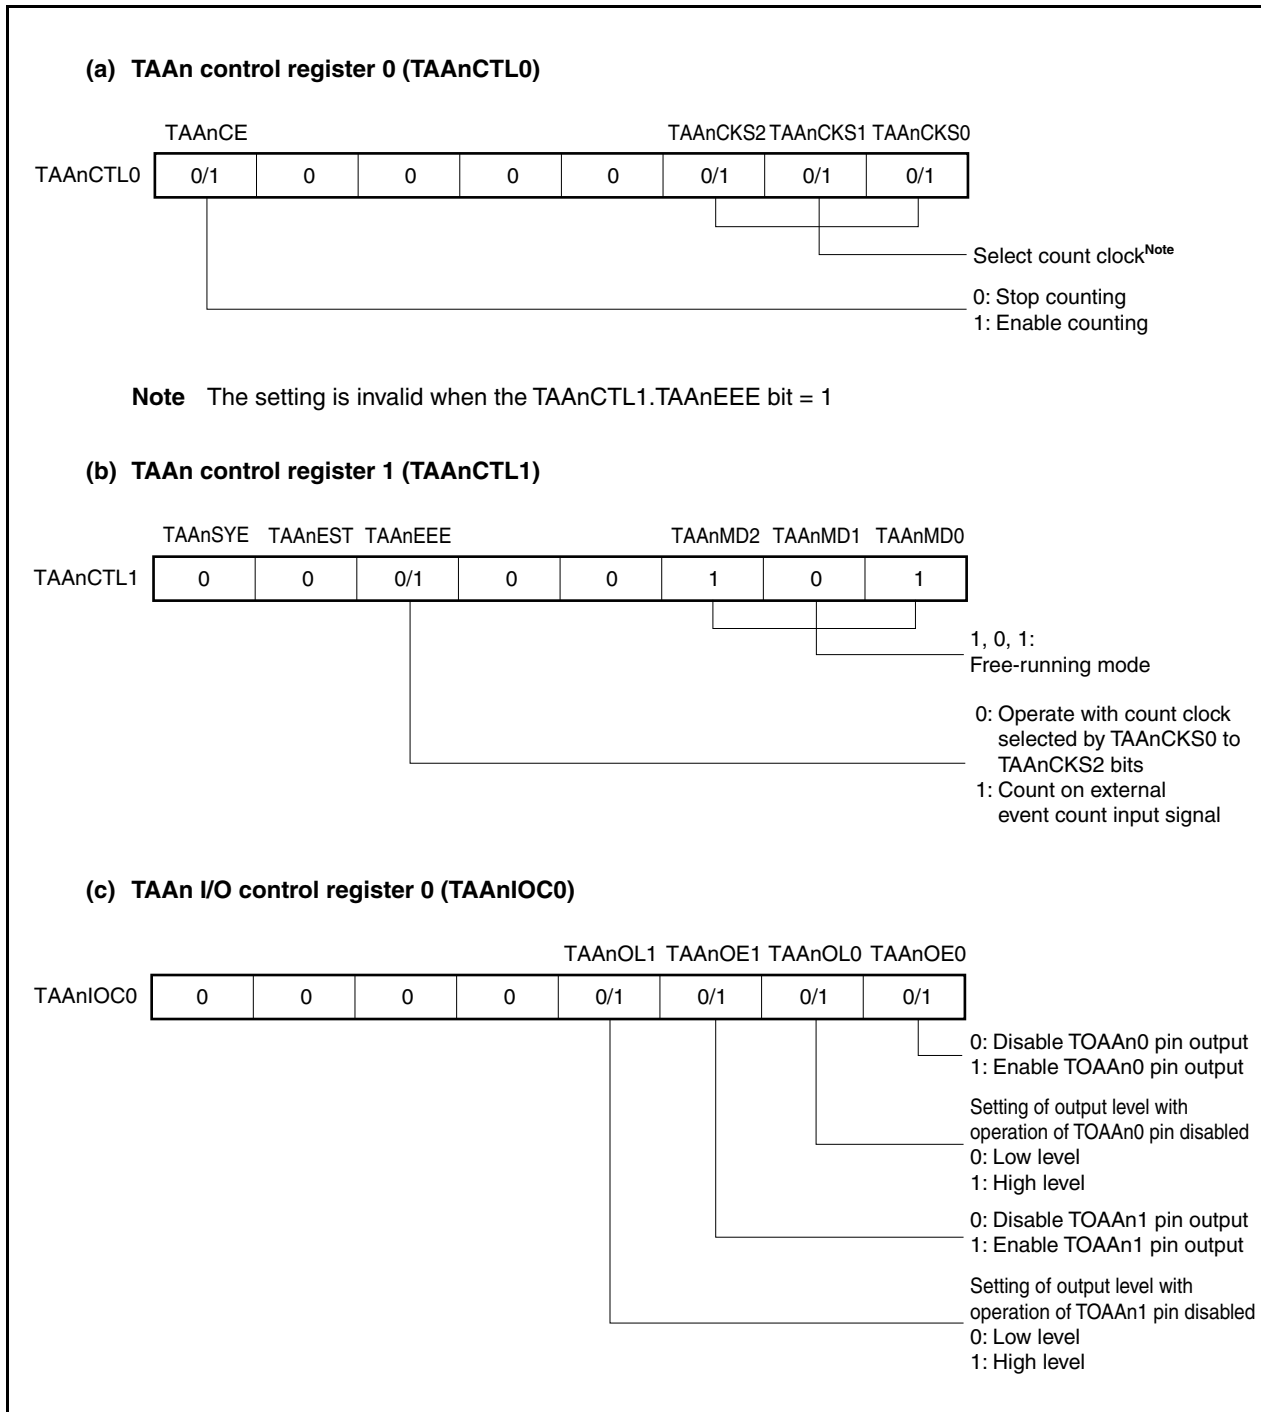 (a) TAAn control register 0 (TAAnCTL0)
TAAnCE TAAnCKS2 TAAnCKS1 TAAnCKS0
TAAnCTL0 0/1 0 0 0 0 0/1 0/1 0/1
Select count clockNote
0: Stop counting
1: Enable counting
Note The setting is invalid when the TAAnCTL1.TAAnEEE bit = 1
(b) TAAn control register 1 (TAAnCTL1)
TAAnSYE TAAnEST TAAnEEE TAAnMD2 TAAnMD1 TAAnMD0
TAAnCTL1 0 0 0/1 0 0 1 0 1
1, 0, 1:
Free-running mode
0: Operate with count clock
selected by TAAnCKS0 to
TAAnCKS2 bits
1: Count on external
event count input signal
(c) TAAn I/O control register 0 (TAAnIOC0)
TAAnOL1 TAAnOE1 TAAnOL0 TAAnOE0
TAAnIOC0 0 0 0 0 0/1 0/1 0/1 0/1
0: Disable TOAAn0 pin output
1: Enable TOAAn0 pin output
Setting of output level with
operation of TOAAn0 pin disabled
0: Low level
1: High level
0: Disable TOAAn1 pin output
1: Enable TOAAn1 pin output
Setting of output level with
operation of TOAAn1 pin disabled
0: Low level
1: High level